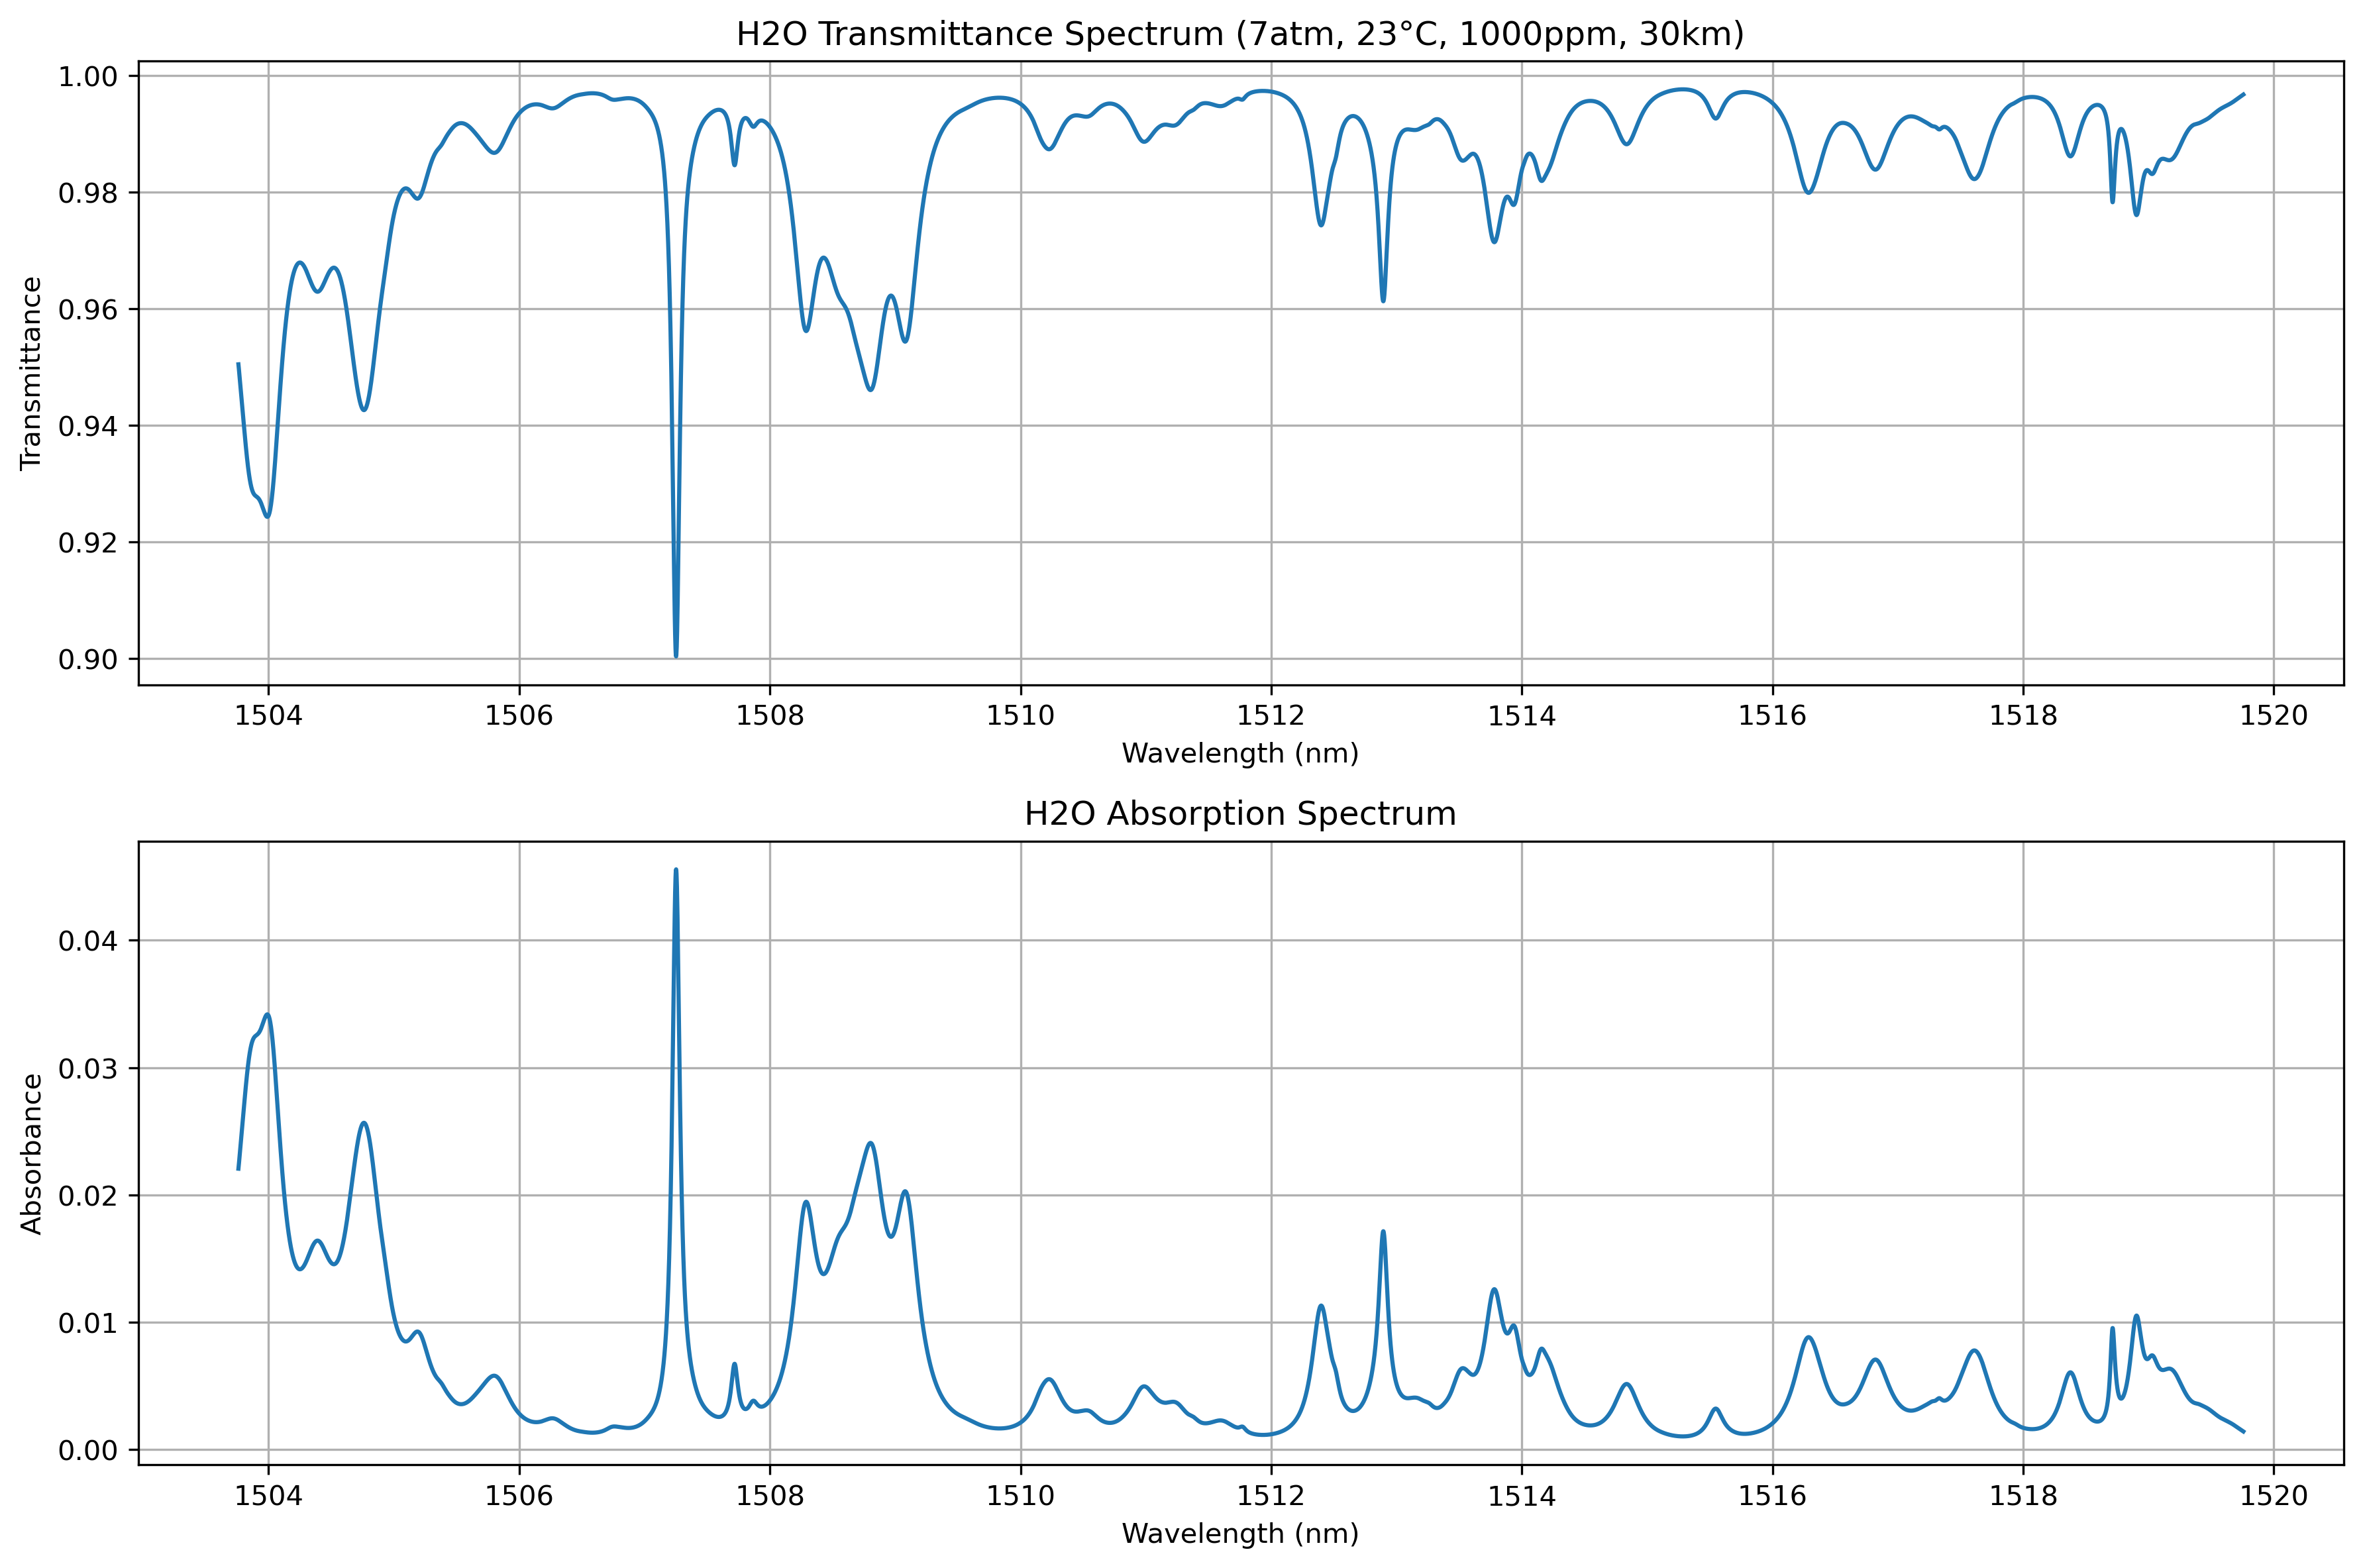 H2O Transmittance Spectrum (7atm, 23°C, 1000ppm, 30km)
Transmittance
1.00
0.98
0.96
0.94
0.92
0.90
1504 1506 1508 1510 1512 1514 1516 1518 1520
Wavelength (nm)
H2O Absorption Spectrum
Absorbance
0.04
0.03
0.02
0.01
0.00
1504 1506 1508 1510 1512 1514 1516 1518 1520
Wavelength (nm)